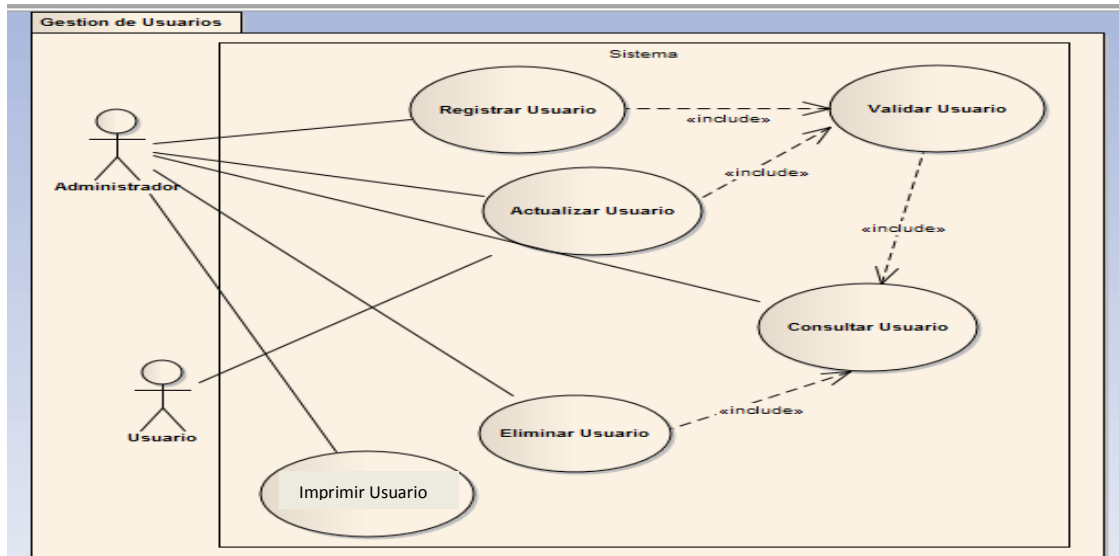 Gestion de Usuarios
Sistema
Registrar Usuario
«include»
Validar Usuario
Administrador
Actualizar Usuario
«include»
«include»
Consultar Usuario
Usuario
Eliminar Usuario
«include»
Imprimir Usuario